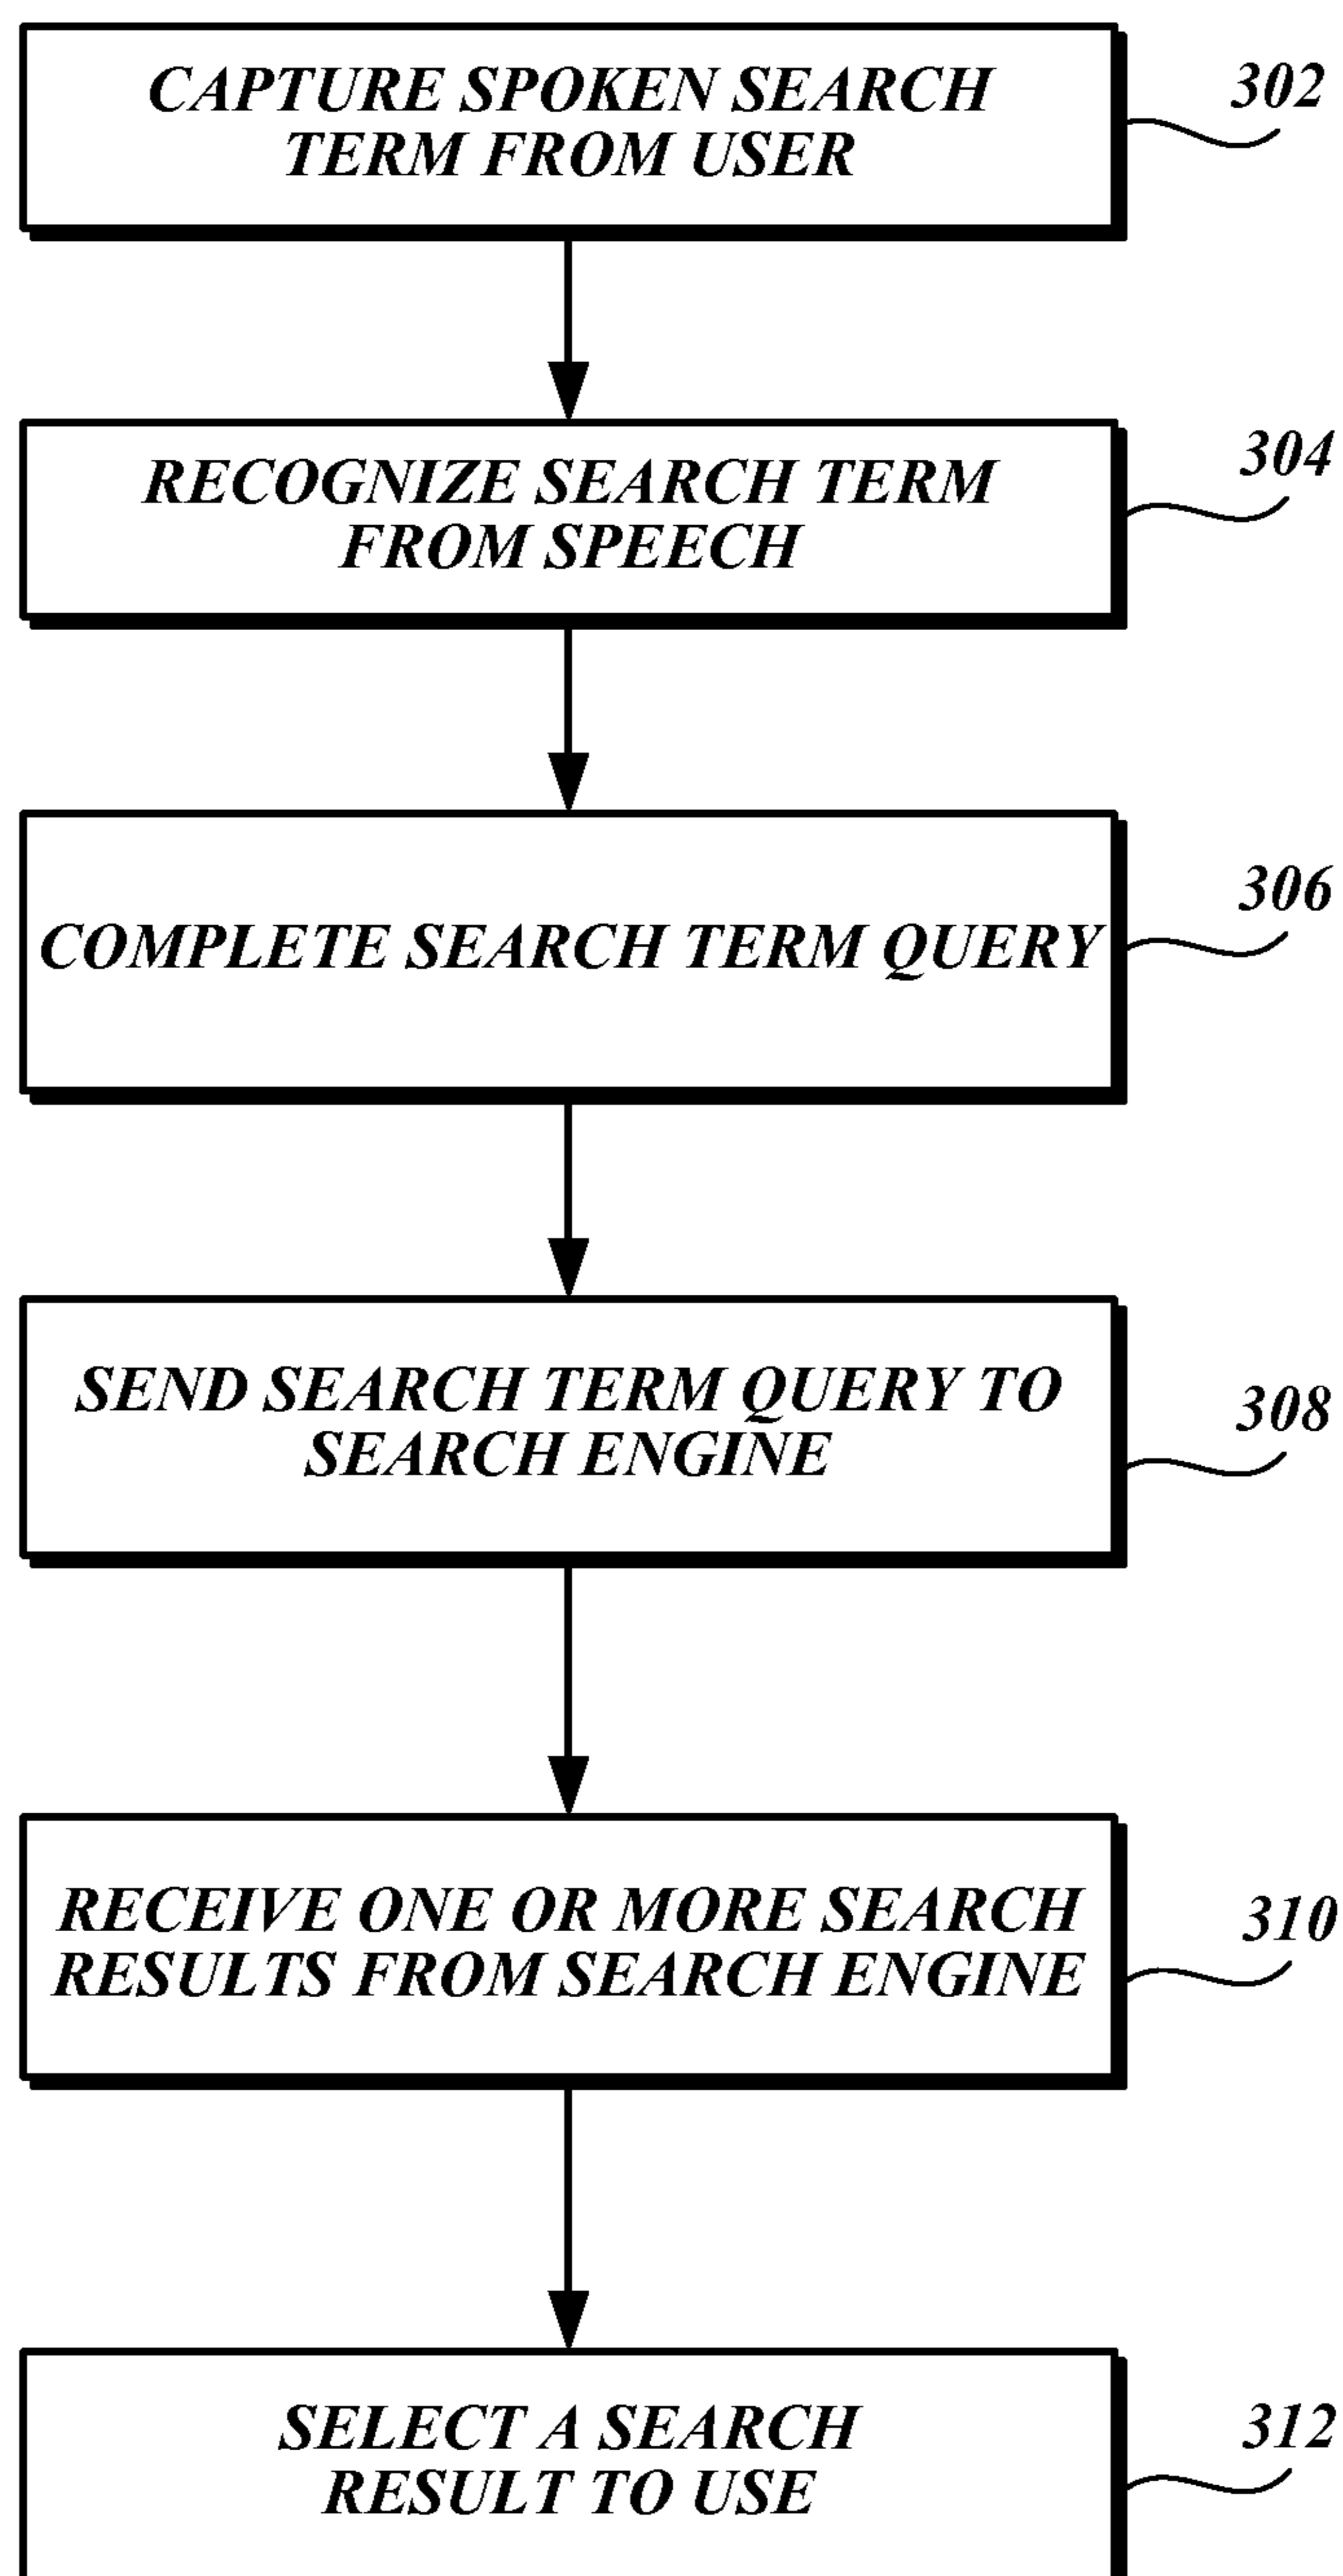 CAPTURE SPOKEN SEARCH
TERM FROM USER
302
RECOGNIZE SEARCH TERM
FROM SPEECH
304
COMPLETE SEARCH TERM QUERY
306
SEND SEARCH TERM QUERY TO
SEARCH ENGINE
308
RECEIVE ONE OR MORE SEARCH
RESULTS FROM SEARCH ENGINE
310
SELECT A SEARCH
RESULT TO USE
312